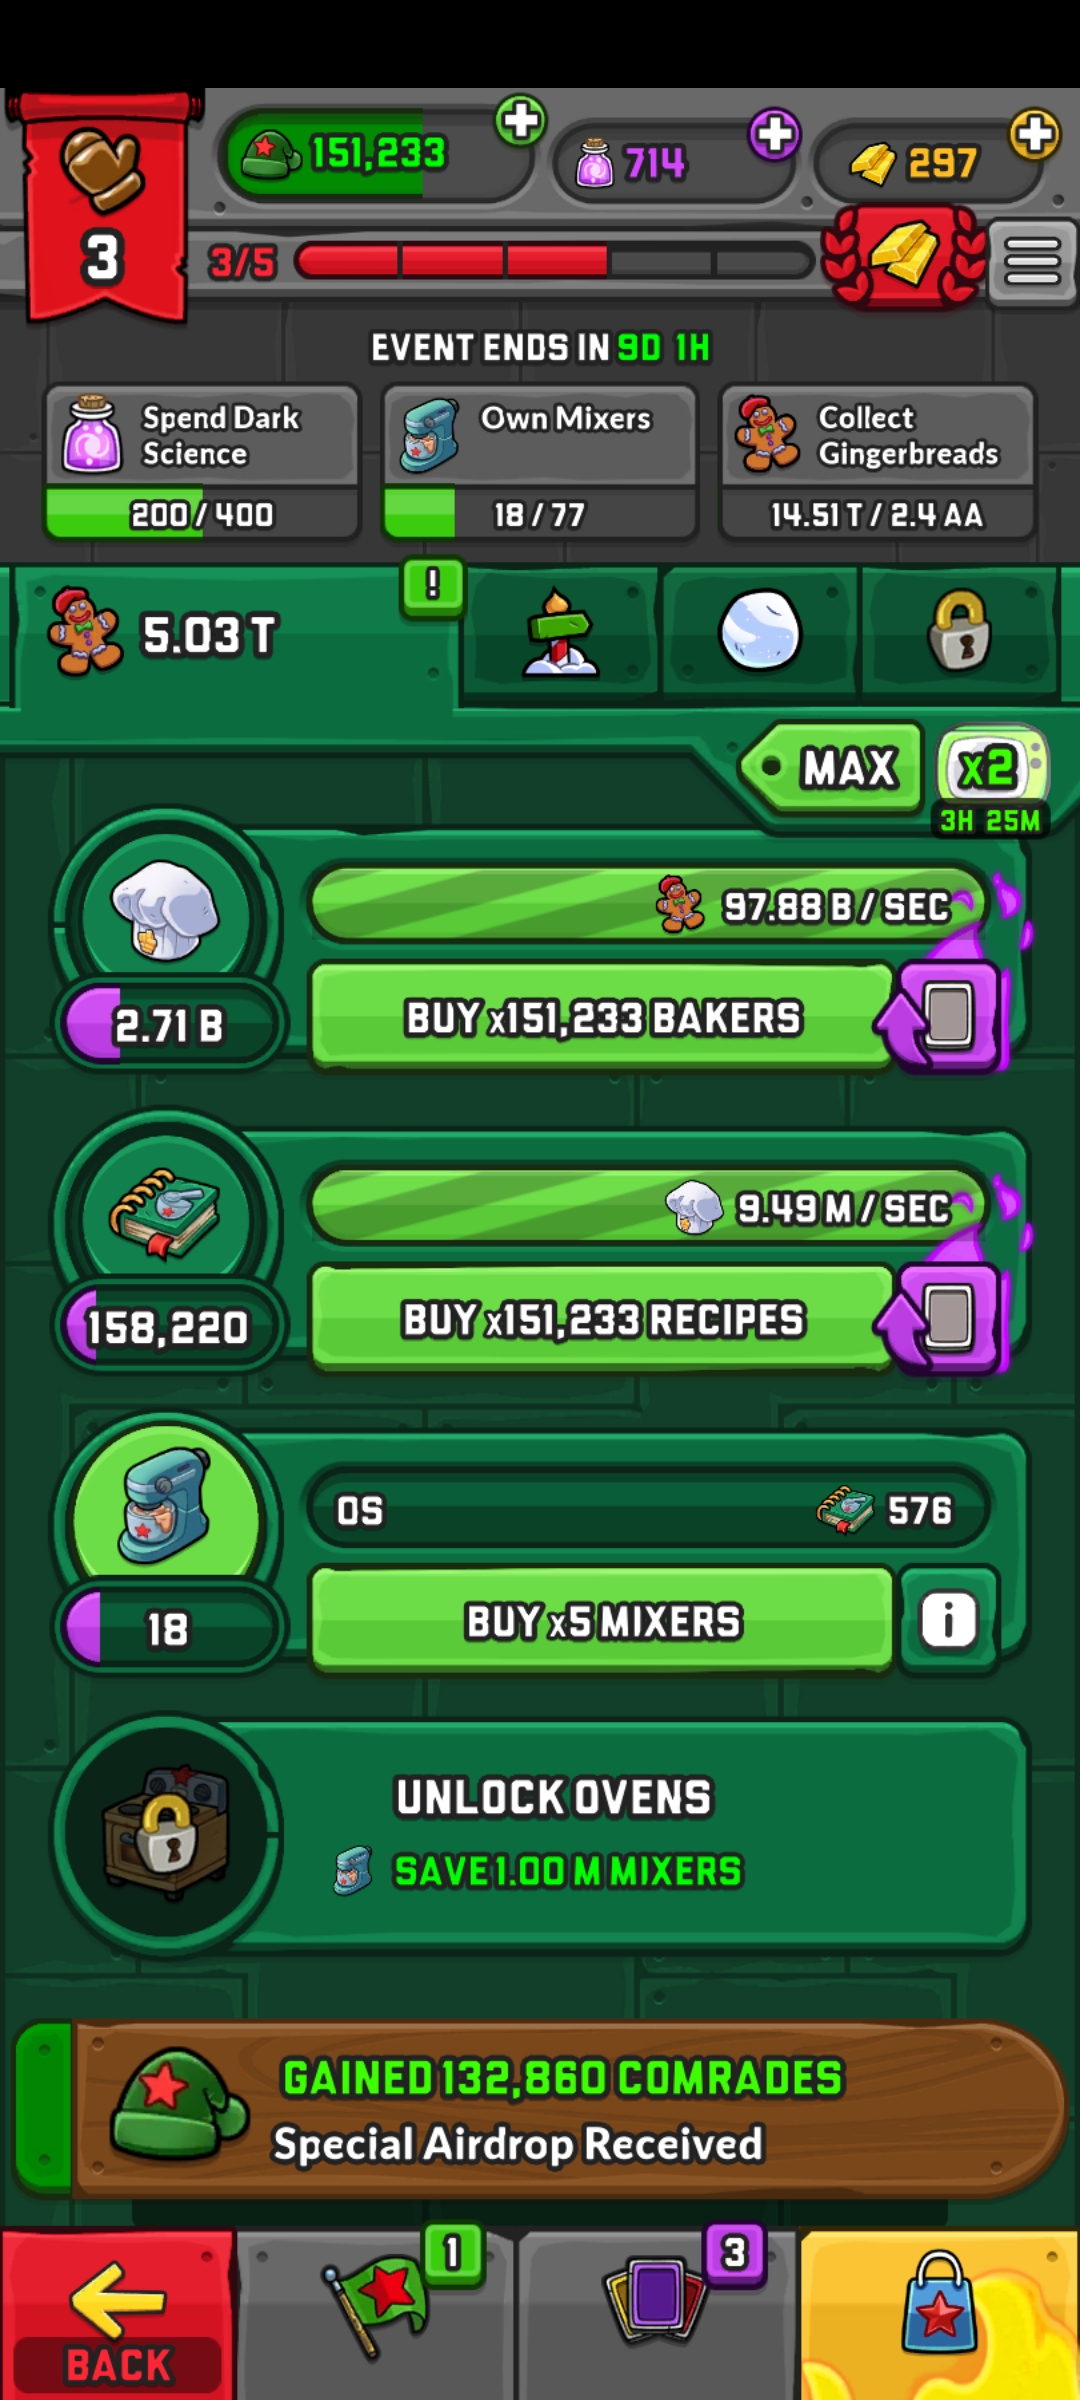 151,233
714
297
3
3/5
EVENT ENDS IN 9D 1H
Spend Dark
Science
200 / 400
Own Mixers
18 / 77
Collect
Gingerbreads
14.51 T / 2.4 AA
5.03 T
!
MAX
x2
3H 25M
97.88 B / SEC
2.71 B
BUY x151,233 BAKERS
9.49 M / SEC
158,220
BUY x151,233 RECIPES
0S
576
18
BUY x5 MIXERS
i
UNLOCK OVENS
SAVE 1.00 M MIXERS
GAINED 132,860 COMRADES
Special Airdrop Received
1
3
BACK